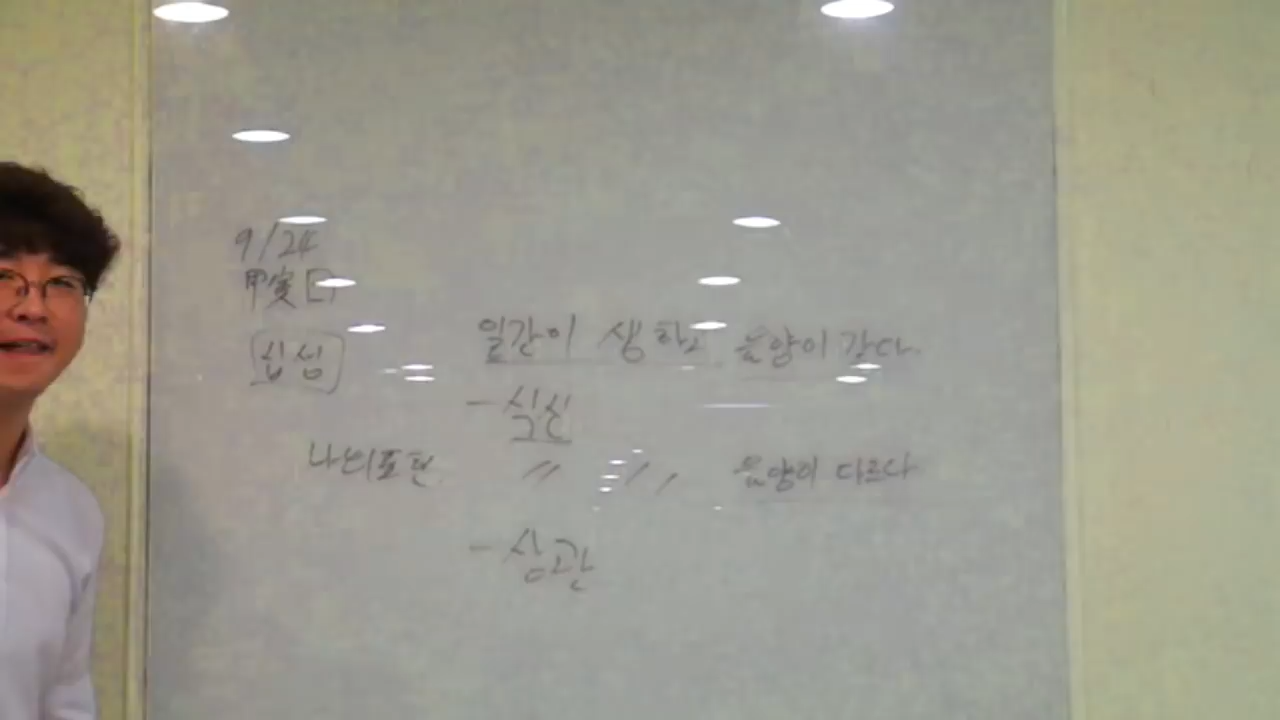 9/24
甲寅日
십성
일간이 생하고 음양이 같다.
- 식신
나의 표현 〃 〃 음양이 다르다
- 상관